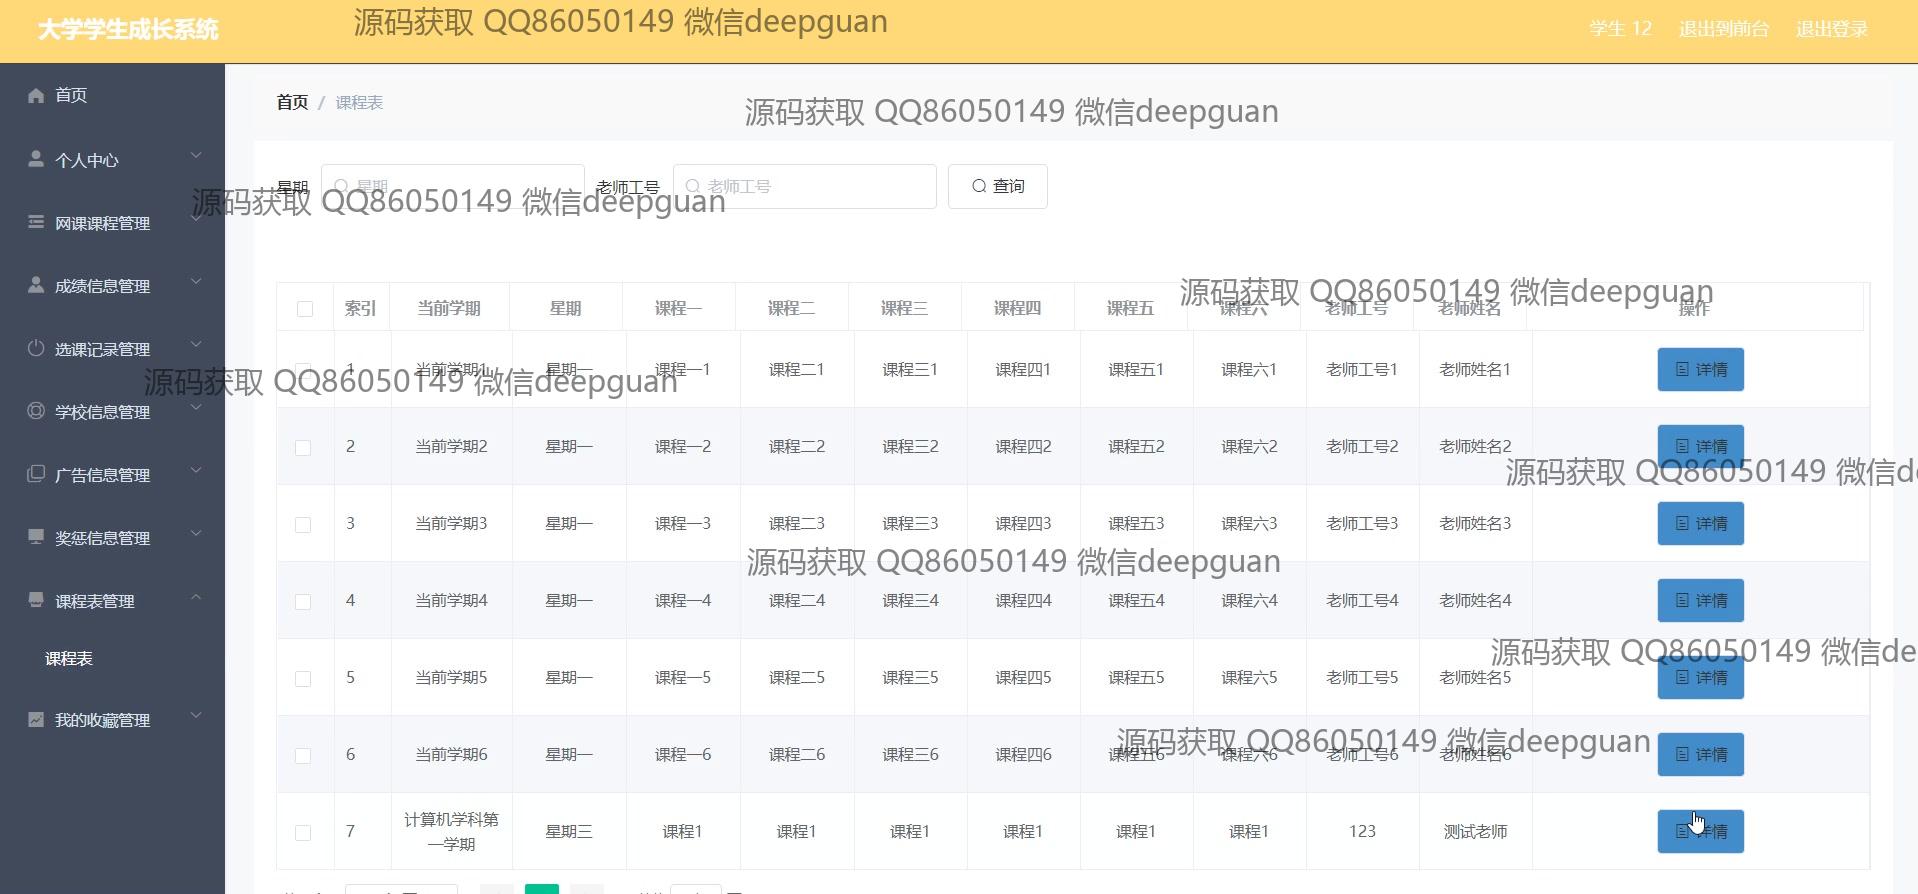 大学学生成长系统
源码获取 QQ86050149 微信deepguan
学生 12 退出到前台 退出登录
首页
首页 / 课程表
源码获取 QQ86050149 微信deepguan
个人中心
星期 星期 老师工号 老师工号 查询
源码获取 QQ86050149 微信deepguan
网课课程管理
成绩信息管理
源码获取 QQ86050149 微信deepguan
索引 当前学期 星期 课程一 课程二 课程三 课程四 课程五 课程六 老师工号 老师姓名 操作
选课记录管理
1 当前学期1 星期一 课程一1 课程二1 课程三1 课程四1 课程五1 课程六1 老师工号1 老师姓名1 详情
源码获取 QQ86050149 微信deepguan
学校信息管理
2 当前学期2 星期一 课程一2 课程二2 课程三2 课程四2 课程五2 课程六2 老师工号2 老师姓名2 详情
源码获取 QQ86050149 微信de
广告信息管理
3 当前学期3 星期一 课程一3 课程二3 课程三3 课程四3 课程五3 课程六3 老师工号3 老师姓名3 详情
奖惩信息管理
源码获取 QQ86050149 微信deepguan
4 当前学期4 星期一 课程一4 课程二4 课程三4 课程四4 课程五4 课程六4 老师工号4 老师姓名4 详情
课程表管理
源码获取 QQ86050149 微信de
课程表
5 当前学期5 星期一 课程一5 课程二5 课程三5 课程四5 课程五5 课程六5 老师工号5 老师姓名5 详情
我的收藏管理
源码获取 QQ86050149 微信deepguan
6 当前学期6 星期一 课程一6 课程二6 课程三6 课程四6 课程五6 课程六6 老师工号6 老师姓名6 详情
7 计算机学科第一学期 星期三 课程1 课程1 课程1 课程1 课程1 课程1 123 测试老师 详情